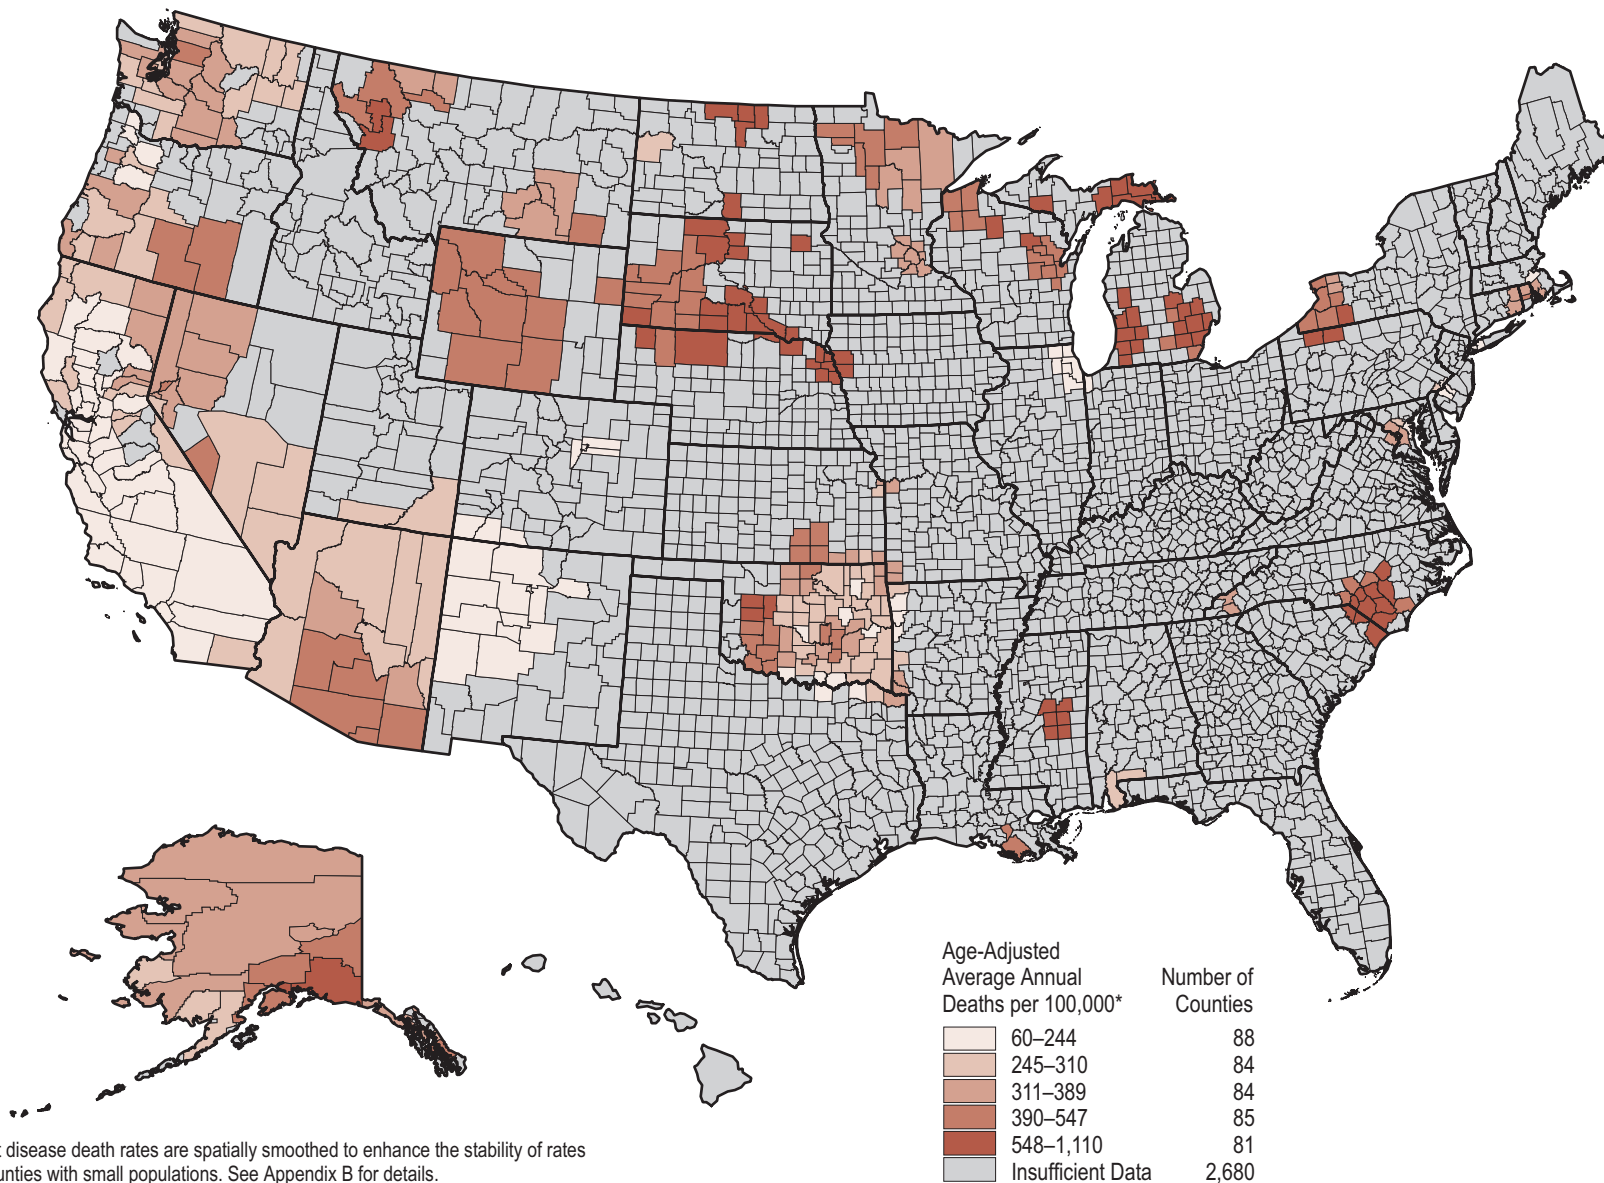 Age-Adjusted
Average Annual Number of
Deaths per 100,000* Counties
60–244 88
245–310 84
311–389 84
390–547 85
548–1,110 81
Insufficient Data 2,680
disease death rates are spatially smoothed to enhance the stability of rates
with small populations. See Appendix B for details.